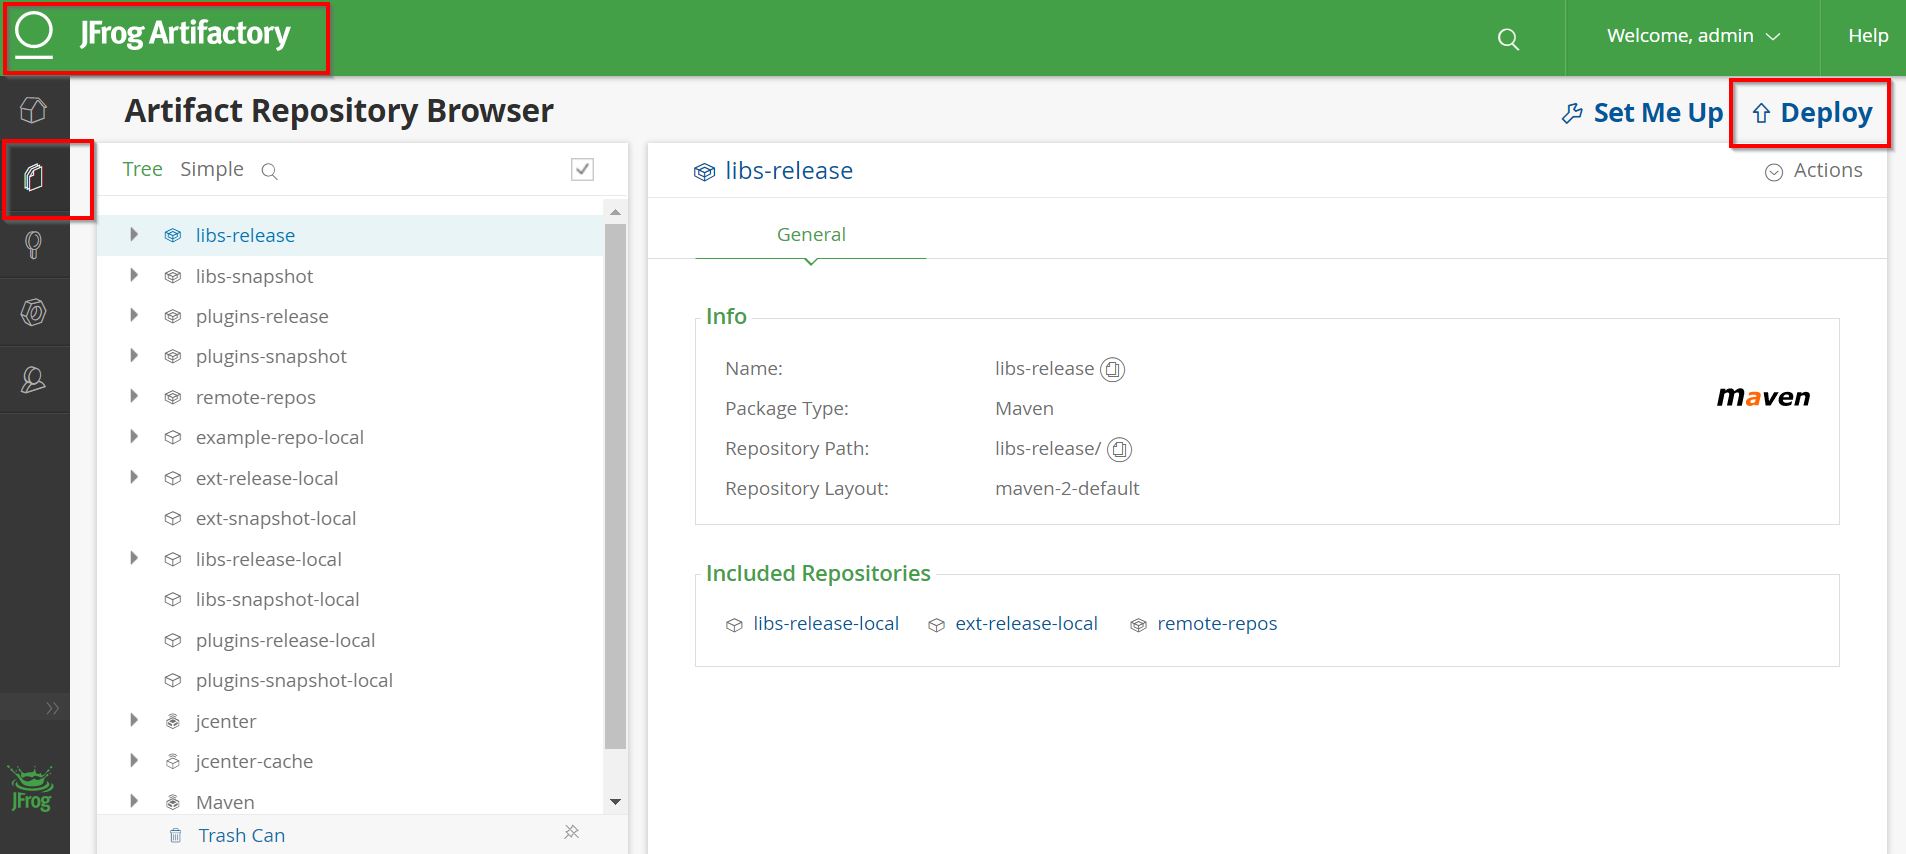 JFrog Artifactory
Welcome, admin
Help
Artifact Repository Browser
Set Me Up
Deploy
Tree Simple
libs-release
libs-snapshot
plugins-release
plugins-snapshot
remote-repos
example-repo-local
ext-release-local
ext-snapshot-local
libs-release-local
libs-snapshot-local
plugins-release-local
plugins-snapshot-local
jcenter
jcenter-cache
Maven
Trash Can
JFrog
libs-release
Actions
General
Info
Name: libs-release
Package Type: Maven
Repository Path: libs-release/
Repository Layout: maven-2-default
maven
Included Repositories
libs-release-local ext-release-local remote-repos